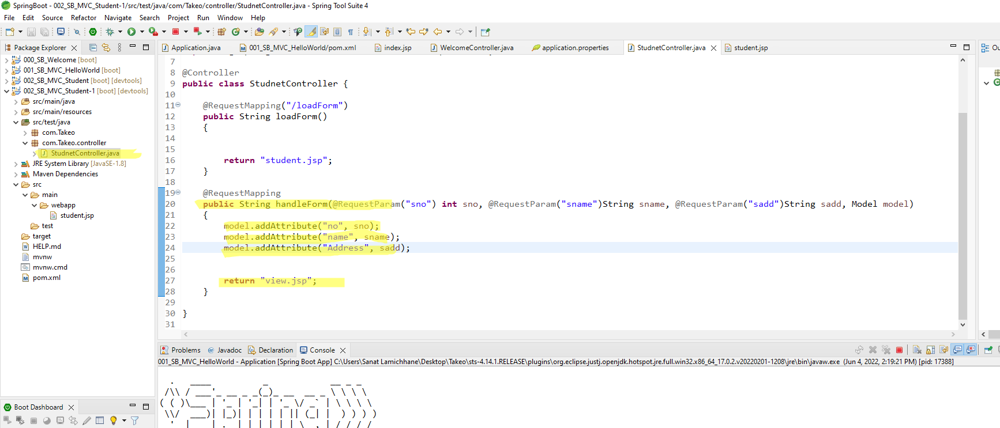 SpringBoot - 002_SB_MVC_Student-1/src/test/java/com/Takeo/controller/StudnetController.java - Spring Tool Suite 4
File Edit Source Refactor Navigate Search Project Run Window Help
Package Explorer
Application.java 001_SB_MVC_HelloWorld/pom.xml index.jsp WelcomeController.java application.properties StudnetController.java student.jsp
000_SB_Welcome [boot]
001_SB_MVC_HelloWorld [boot]
002_SB_MVC_Student [boot] [devtools]
002_SB_MVC_Student-1 [boot] [devtools]
src/main/java
src/main/resources
src/test/java
com.Takeo
com.Takeo.controller
StudnetController.java
JRE System Library [JavaSE-1.8]
Maven Dependencies
src
main
webapp
student.jsp
test
target
HELP.md
mvnw
mvnw.cmd
pom.xml
7
8 @Controller
9 public class StudnetController {
10
11 @RequestMapping("/loadForm")
12 public String loadForm()
13 {
14
15
16 return "student.jsp";
17 }
18
19 @RequestMapping
20 public String handleForm(@RequestParam("sno") int sno, @RequestParam("sname")String sname, @RequestParam("sadd")String sadd, Model model)
21 {
22 model.addAttribute("no", sno);
23 model.addAttribute("name", sname);
24 model.addAttribute("Address", sadd);
25
26
27 return "view.jsp";
28 }
29
30 }
31
Problems Javadoc Declaration Console
001_SB_MVC_HelloWorld - Application [Spring Boot App] C:\Users\Sanat Lamichhane\Desktop\Takeo\sts-4.14.1.RELEASE\plugins\org.eclipse.justj.openjdk.hotspot.jre.full.win32.x86_64_17.0.2.v20220201-1208\jre\bin\javaw.exe (Jun 4, 2022, 2:19:21 PM) [pid: 17388]
Boot Dashboard